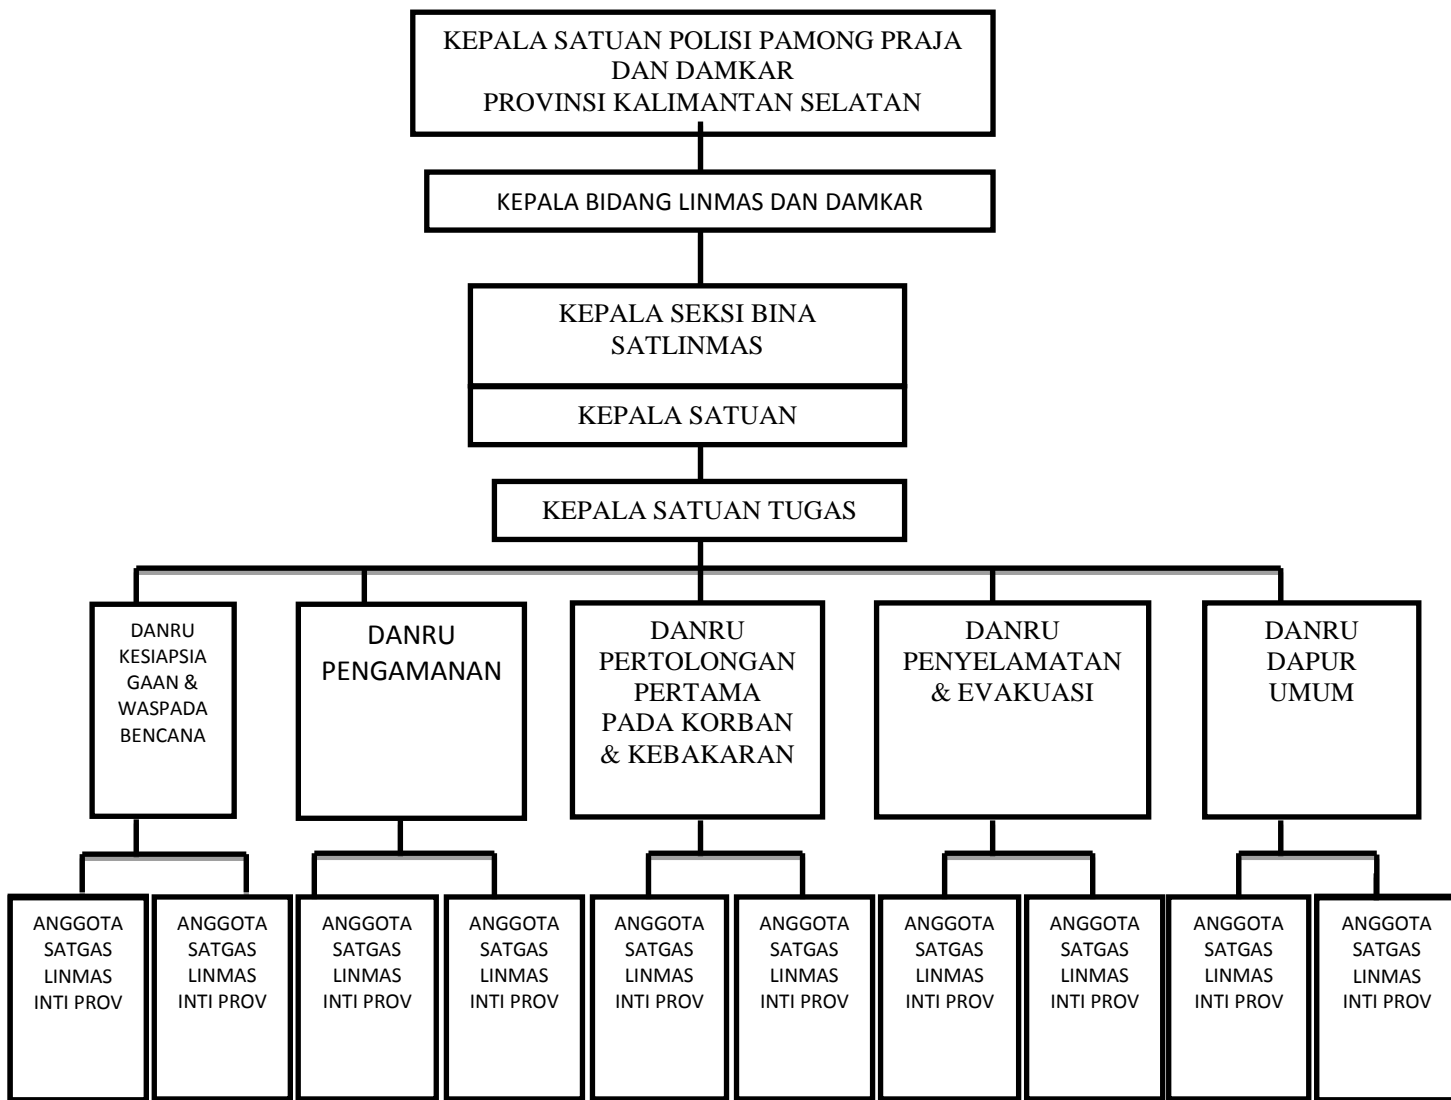 KEPALA SATUAN POLISI PAMONG PRAJA
DAN DAMKAR
PROVINSI KALIMANTAN SELATAN
KEPALA BIDANG LINMAS DAN DAMKAR
KEPALA SEKSI BINA
SATLINMAS
KEPALA SATUAN
KEPALA SATUAN TUGAS
DANRU
KESIAPSIA
GAAN &
WASPADA
BENCANA
DANRU
PENGAMANAN
DANRU
PERTOLONGAN
PERTAMA
PADA KORBAN
& KEBAKARAN
DANRU
PENYELAMATAN
& EVAKUASI
DANRU
DAPUR
UMUM
ANGGOTA
SATGAS
LINMAS
INTI PROV
ANGGOTA
SATGAS
LINMAS
INTI PROV
ANGGOTA
SATGAS
LINMAS
INTI PROV
ANGGOTA
SATGAS
LINMAS
INTI PROV
ANGGOTA
SATGAS
LINMAS
INTI PROV
ANGGOTA
SATGAS
LINMAS
INTI PROV
ANGGOTA
SATGAS
LINMAS
INTI PROV
ANGGOTA
SATGAS
LINMAS
INTI PROV
ANGGOTA
SATGAS
LINMAS
INTI PROV
ANGGOTA
SATGAS
LINMAS
INTI PROV